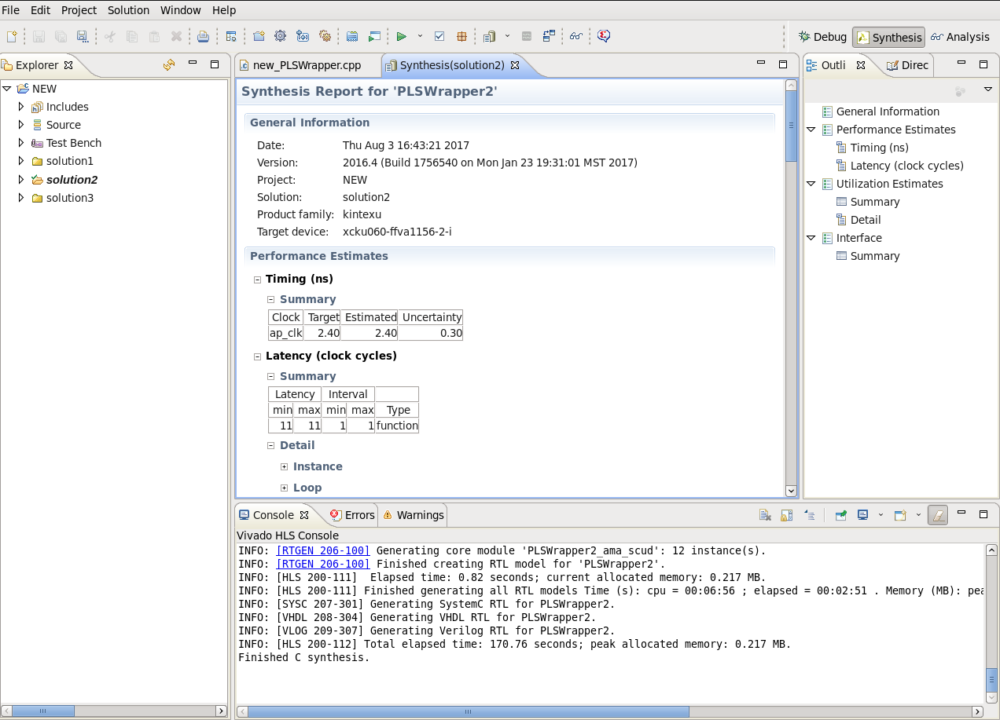 File Edit Project Solution Window Help
Debug Synthesis Analysis
Explorer
NEW
Includes
Source
Test Bench
solution1
solution2
solution3
new_PLSWrapper.cpp Synthesis(solution2)
Synthesis Report for 'PLSWrapper2'
General Information
Date: Thu Aug 3 16:43:21 2017
Version: 2016.4 (Build 1756540 on Mon Jan 23 19:31:01 MST 2017)
Project: NEW
Solution: solution2
Product family: kintexu
Target device: xcku060-ffva1156-2-i
Performance Estimates
Timing (ns)
Summary
Clock Target Estimated Uncertainty
ap_clk 2.40 2.40 0.30
Latency (clock cycles)
Summary
Latency Interval
min max min max Type
11 11 1 1 function
Detail
Instance
Loop
Outli Direc
General Information
Performance Estimates
Timing (ns)
Latency (clock cycles)
Utilization Estimates
Summary
Detail
Interface
Summary
Console Errors Warnings
Vivado HLS Console
INFO: [RTGEN 206-100] Generating core module 'PLSWrapper2_ama_scud': 12 instance(s).
INFO: [RTGEN 206-100] Finished creating RTL model for 'PLSWrapper2'.
INFO: [HLS 200-111]  Elapsed time: 0.82 seconds; current allocated memory: 0.217 MB.
INFO: [HLS 200-111] Finished generating all RTL models Time (s): cpu = 00:06:56 ; elapsed = 00:02:51 . Memory (MB): pea
INFO: [SYSC 207-301] Generating SystemC RTL for PLSWrapper2.
INFO: [VHDL 208-304] Generating VHDL RTL for PLSWrapper2.
INFO: [VLOG 209-307] Generating Verilog RTL for PLSWrapper2.
INFO: [HLS 200-112] Total elapsed time: 170.76 seconds; peak allocated memory: 0.217 MB.
Finished C synthesis.